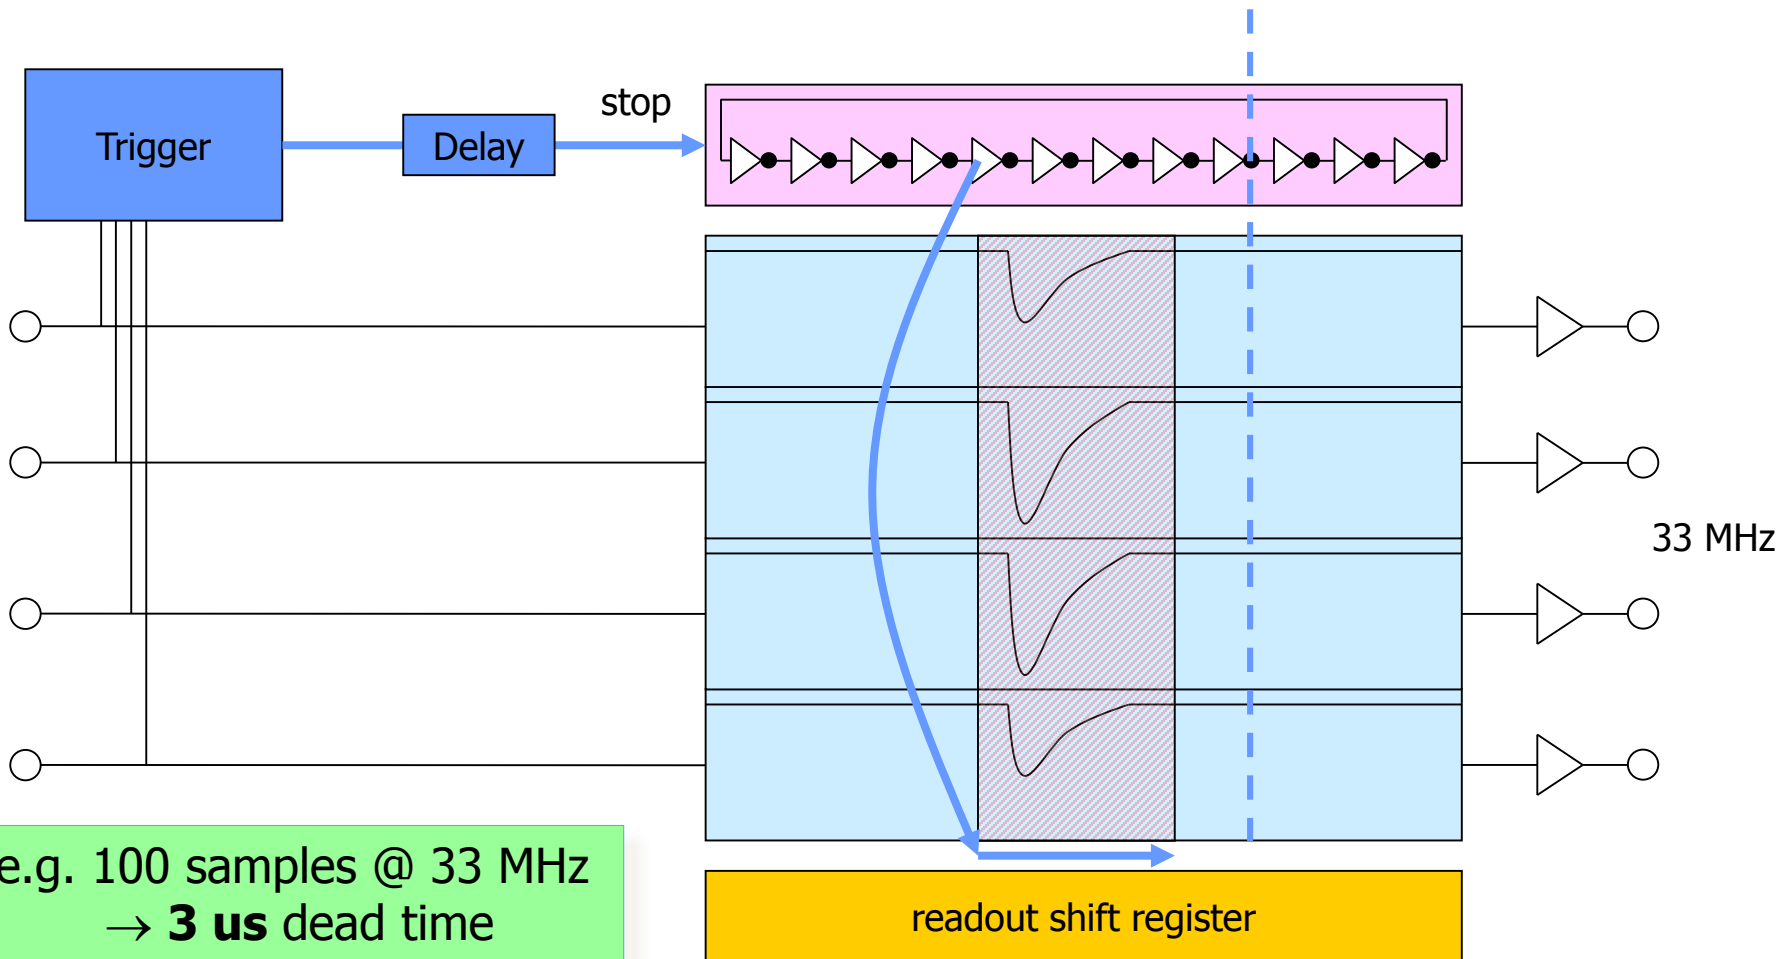 stop
Trigger
Delay
33 MHz
e.g. 100 samples @ 33 MHz
→ 3 us dead time
readout shift register